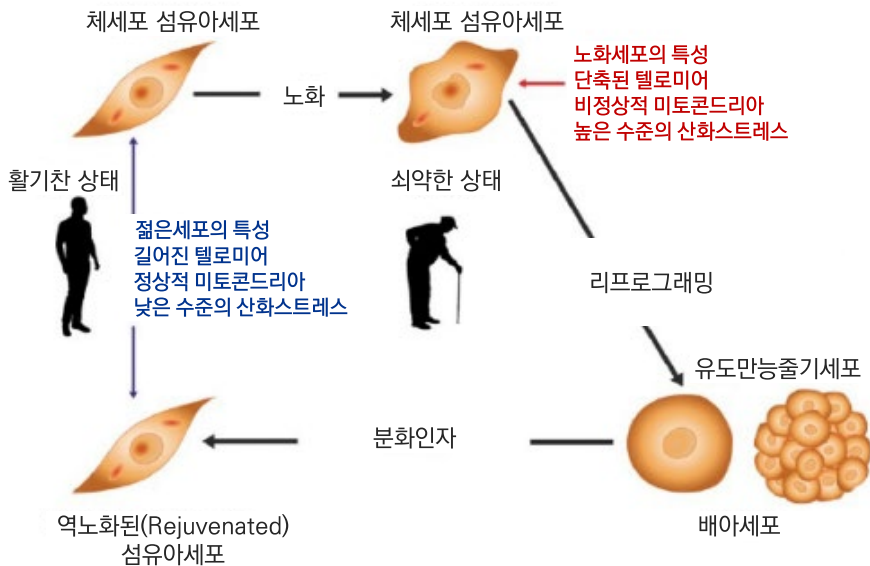 체세포 섬유아세포
체세포 섬유아세포
노화
노화세포의 특성
단축된 텔로미어
비정상적 미토콘드리아
높은 수준의 산화스트레스
활기찬 상태
쇠약한 상태
젊은세포의 특성
길어진 텔로미어
정상적 미토콘드리아
낮은 수준의 산화스트레스
리프로그래밍
유도만능줄기세포
분화인자
배아세포
역노화된(Rejuvenated)
섬유아세포